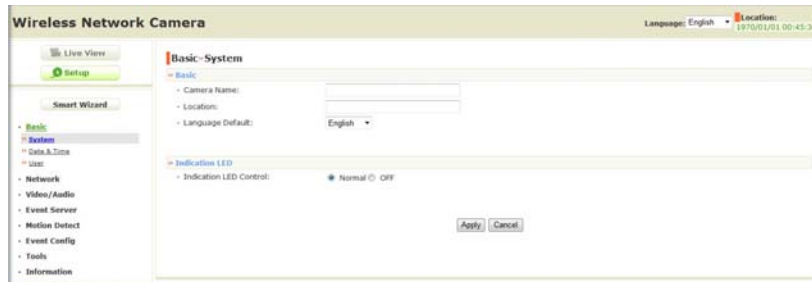 Wireless Network Camera
Language: English
Location:
1970/01/01 00:45:3
Live View
Setup
Smart Wizard
Basic
System
Date & Time
User
Network
Video/Audio
Event Server
Motion Detect
Event Config
Tools
Information
Basic-System
Basic
Camera Name:
Location:
Language Default: English
Indication LED
Indication LED Control: Normal OFF
Apply Cancel